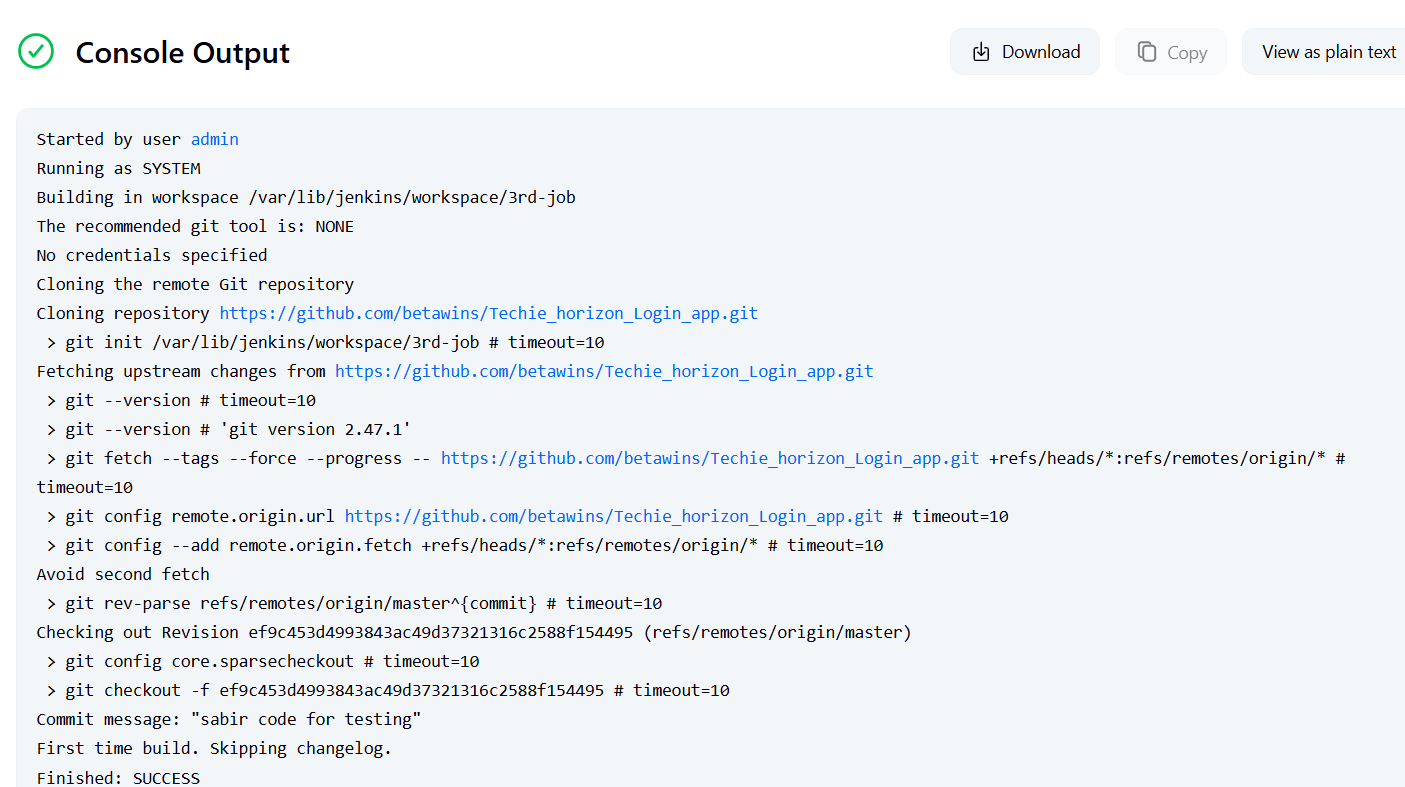 Console Output
Download
Copy
View as plain text
Started by user admin
Running as SYSTEM
Building in workspace /var/lib/jenkins/workspace/3rd-job
The recommended git tool is: NONE
No credentials specified
Cloning the remote Git repository
Cloning repository https://github.com/betawins/Techie_horizon_Login_app.git
 > git init /var/lib/jenkins/workspace/3rd-job # timeout=10
Fetching upstream changes from https://github.com/betawins/Techie_horizon_Login_app.git
 > git --version # timeout=10
 > git --version # 'git version 2.47.1'
 > git fetch --tags --force --progress -- https://github.com/betawins/Techie_horizon_Login_app.git +refs/heads/*:refs/remotes/origin/* #
timeout=10
 > git config remote.origin.url https://github.com/betawins/Techie_horizon_Login_app.git # timeout=10
 > git config --add remote.origin.fetch +refs/heads/*:refs/remotes/origin/* # timeout=10
Avoid second fetch
 > git rev-parse refs/remotes/origin/master^{commit} # timeout=10
Checking out Revision ef9c453d4993843ac49d37321316c2588f154495 (refs/remotes/origin/master)
 > git config core.sparsecheckout # timeout=10
 > git checkout -f ef9c453d4993843ac49d37321316c2588f154495 # timeout=10
Commit message: "sabir code for testing"
First time build. Skipping changelog.
Finished: SUCCESS